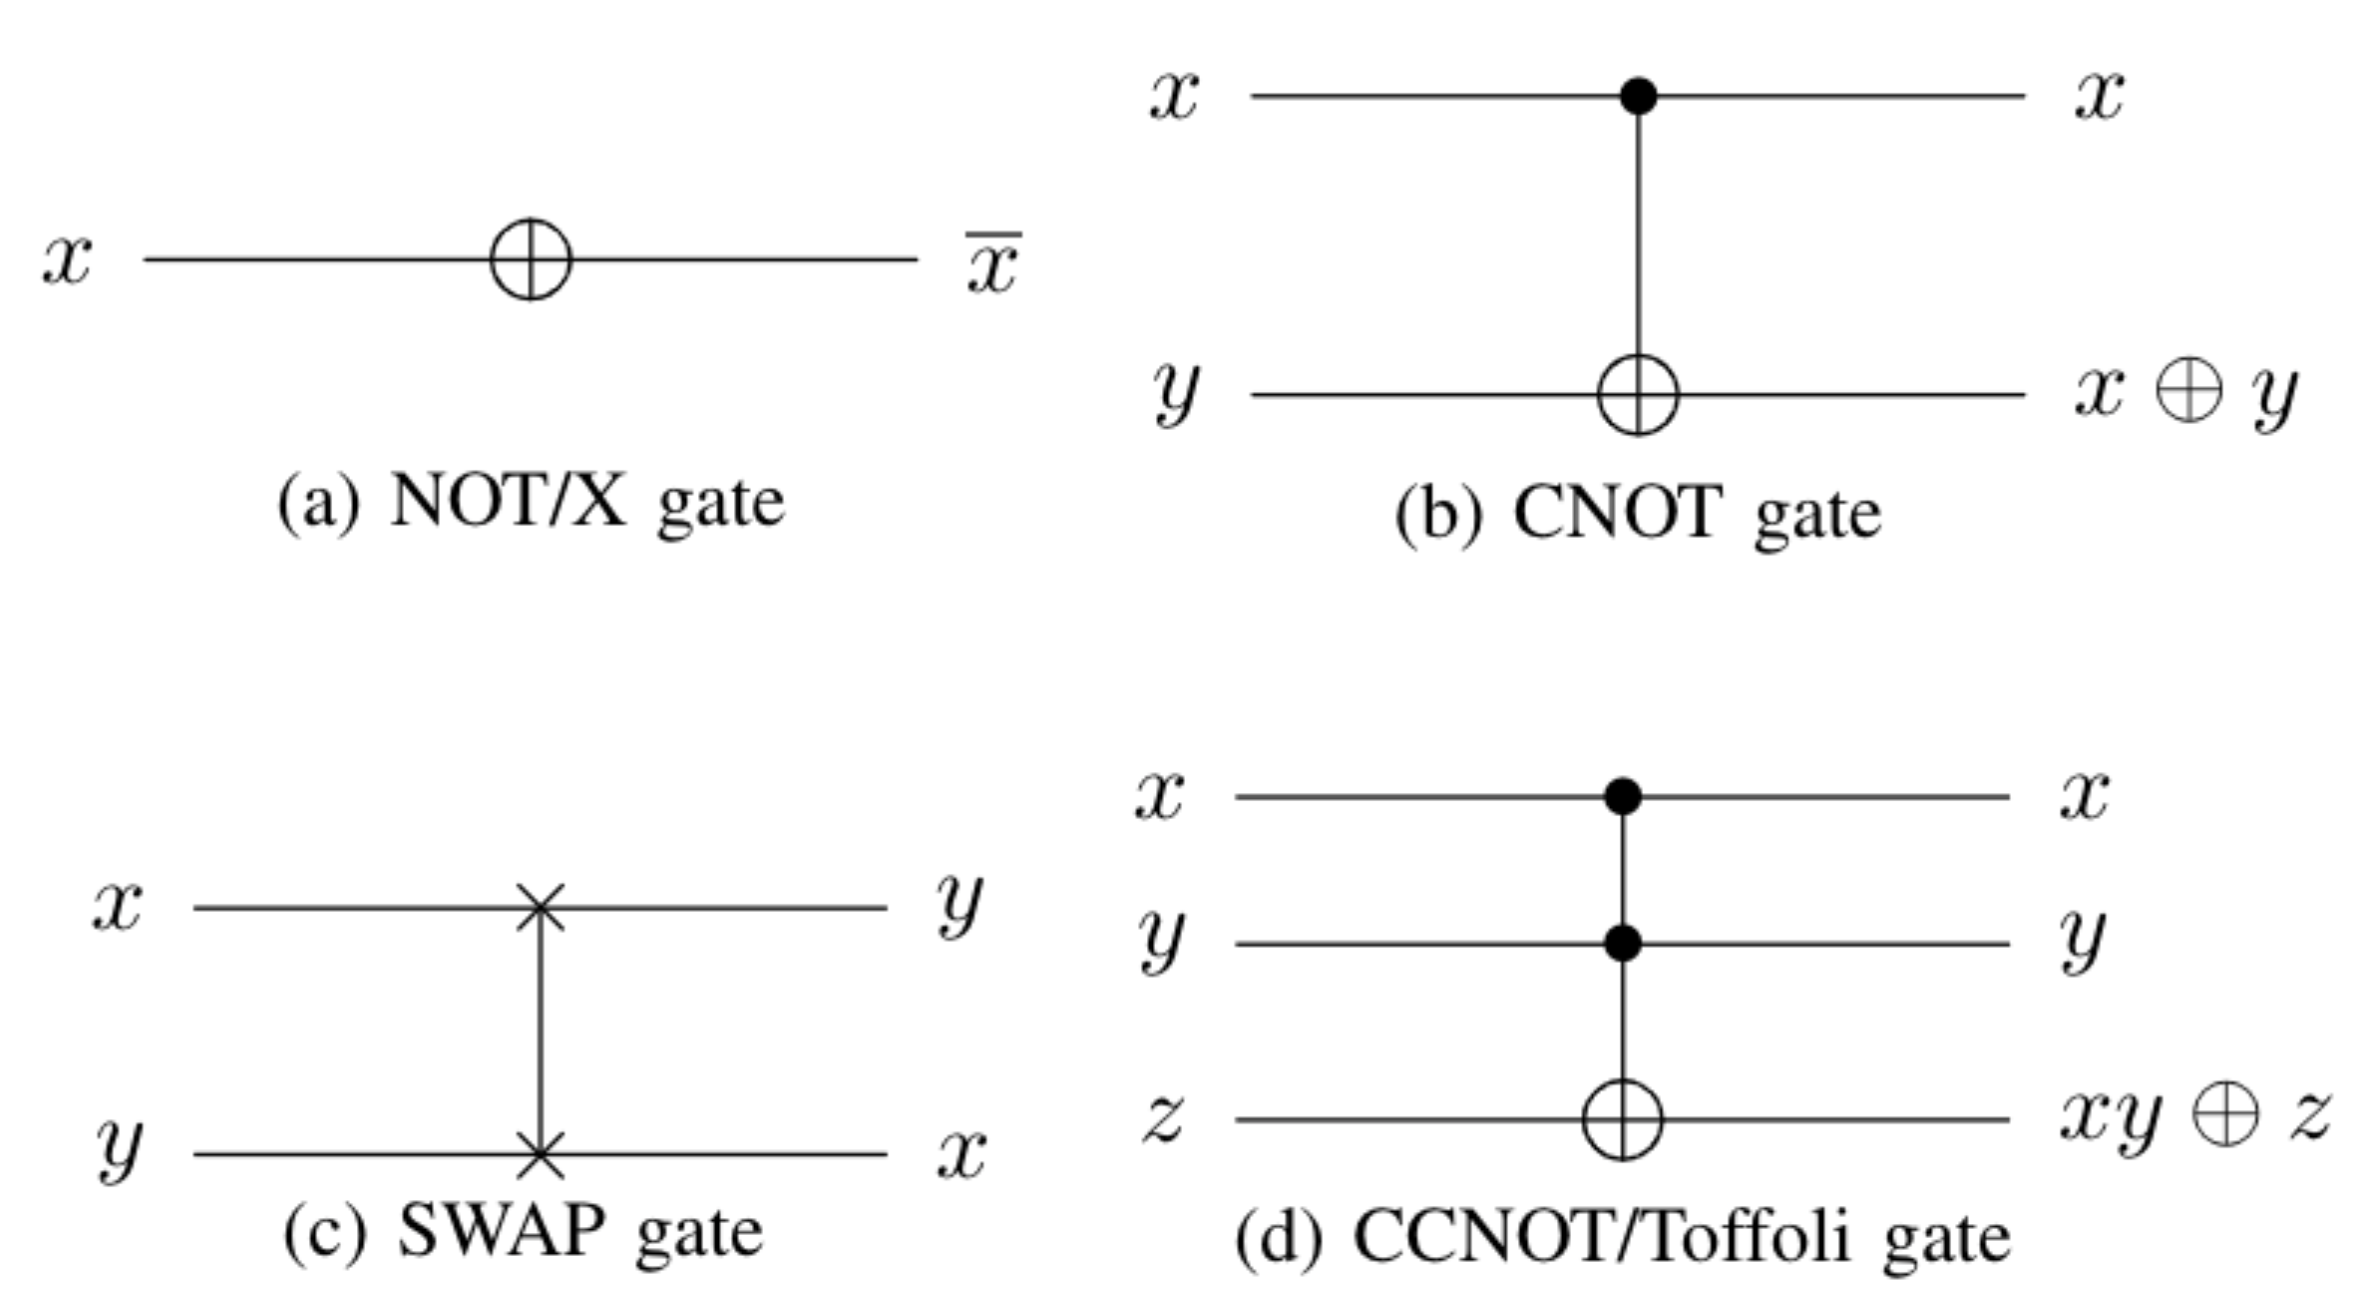 x x̅
(a) NOT/X gate
x x
y x ⊕ y
(b) CNOT gate
x y
y x
(c) SWAP gate
x x
y y
z xy ⊕ z
(d) CCNOT/Toffoli gate